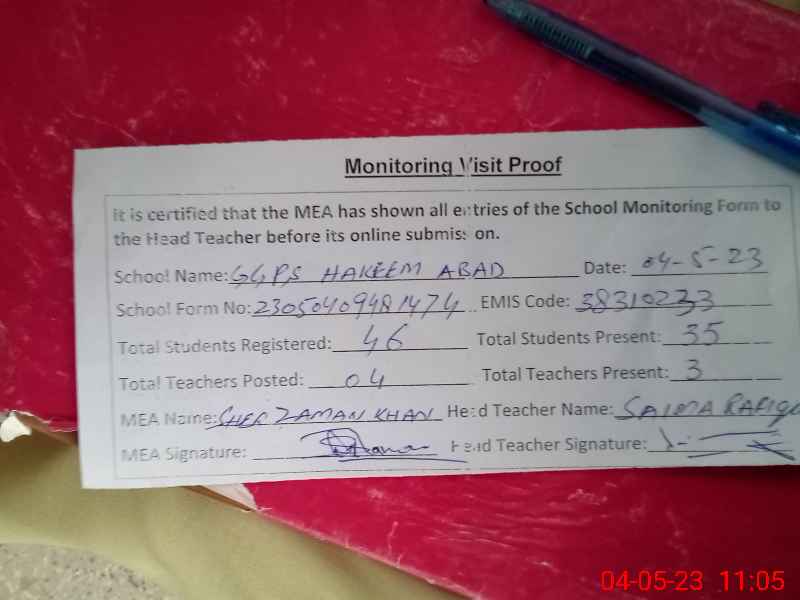 Monitoring Visit Proof
It is certified that the MEA has shown all entries of the School Monitoring Form to
the Head Teacher before its online submission.
School Name: GGPS HAKEEM ABAD Date: 04-5-23
School Form No: 23050409481474 EMIS Code: 38310233
Total Students Registered: 46 Total Students Present: 35
Total Teachers Posted: 04 Total Teachers Present: 3
MEA Name: SHER ZAMAN KHAN Head Teacher Name: SAIMA RAFIQ
MEA Signature: Head Teacher Signature:
04-05-23 11:05